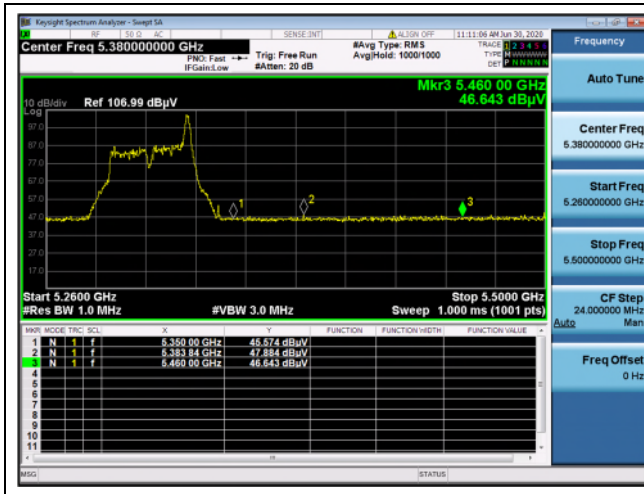 Keysight Spectrum Analyzer - Swept SA
RF 50 Ω AC SENSE:INT ALIGN OFF 11:11:06 AM Jun 30, 2020
Center Freq 5.380000000 GHz
PNO: Fast
IFGain:Low
Trig: Free Run
#Atten: 20 dB
#Avg Type: RMS
Avg|Hold: 1000/1000
TRACE 1 2 3 4 5 6
TYPE M
DET P N N N N N
Mkr3 5.460 00 GHz
46.643 dBµV
10 dB/div
Log
Ref 106.99 dBµV
97.0
87.0
77.0
67.0
57.0
47.0
37.0
27.0
17.0
1
2
3
Start 5.2600 GHz
Stop 5.5000 GHz
#Res BW 1.0 MHz
#VBW 3.0 MHz
Sweep 1.000 ms (1001 pts)
MKR MODE TRC SCL X Y FUNCTION FUNCTION WIDTH FUNCTION VALUE
1 N 1 f 5.350 00 GHz 45.574 dBµV
2 N 1 f 5.383 84 GHz 47.884 dBµV
3 N 1 f 5.460 00 GHz 46.643 dBµV
4
5
6
7
8
9
10
11
MSG
STATUS
Frequency
Auto Tune
Center Freq
5.380000000 GHz
Start Freq
5.260000000 GHz
Stop Freq
5.500000000 GHz
CF Step
24.000000 MHz
Auto Man
Freq Offset
0 Hz